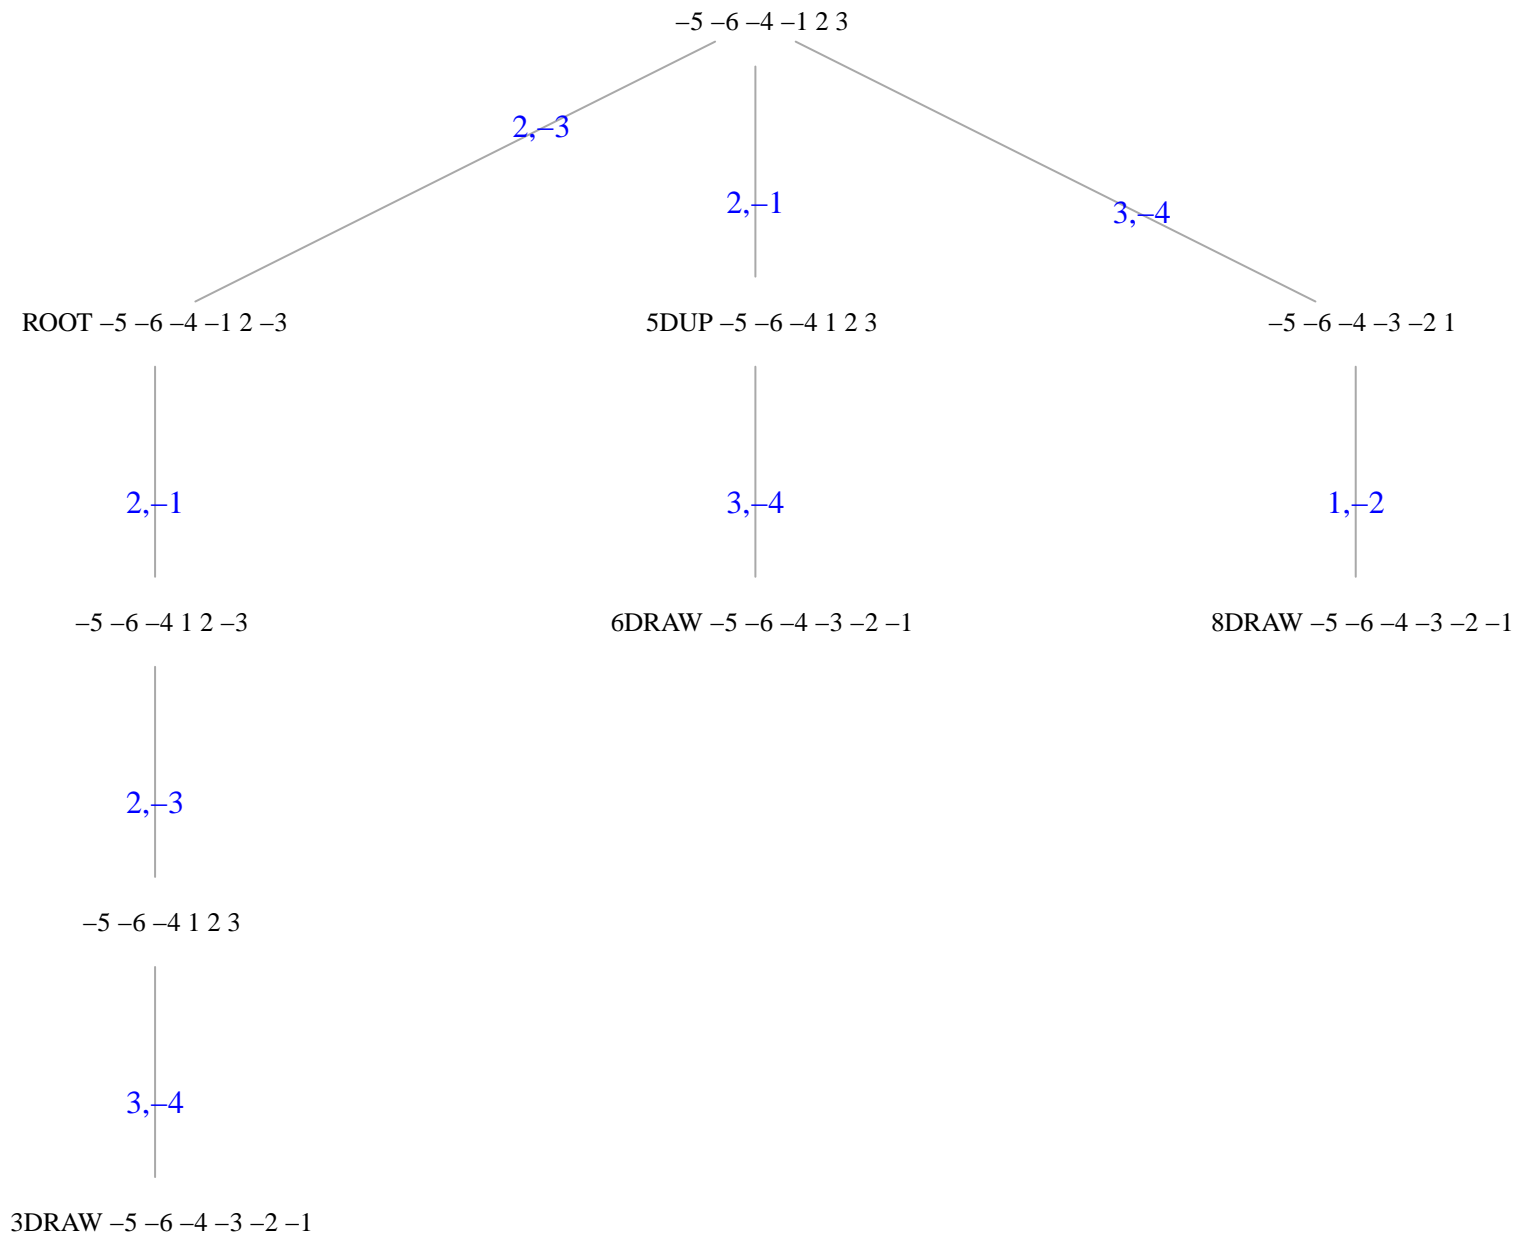 –5 –6 –4 –1 2 3
2,–3
2,–1
3,–4
ROOT –5 –6 –4 –1 2 –3
5DUP –5 –6 –4 1 2 3
–5 –6 –4 –3 –2 1
2,–1
3,–4
1,–2
–5 –6 –4 1 2 –3
6DRAW –5 –6 –4 –3 –2 –1
8DRAW –5 –6 –4 –3 –2 –1
2,–3
–5 –6 –4 1 2 3
3,–4
3DRAW –5 –6 –4 –3 –2 –1